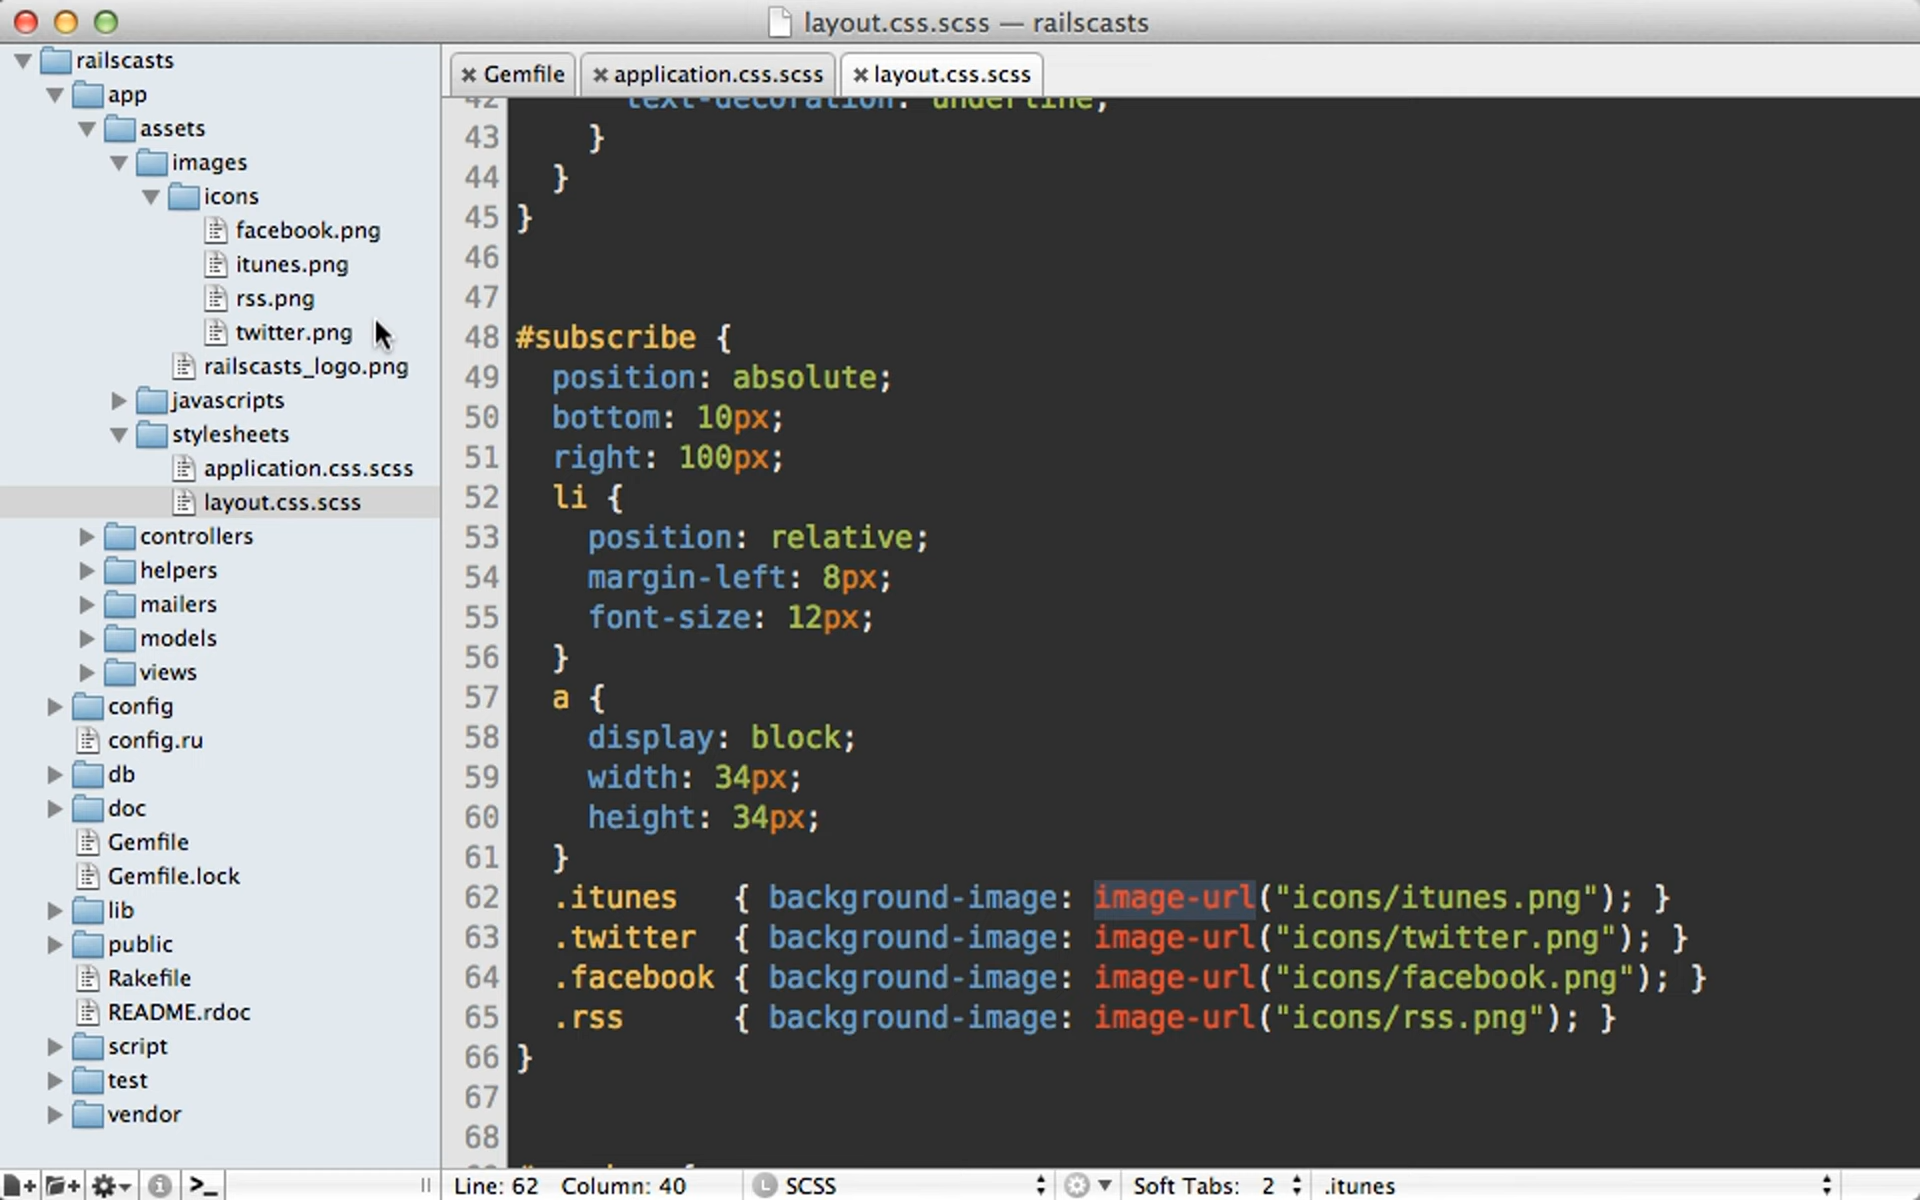 layout.css.scss — railscasts
railscasts
app
assets
images
icons
facebook.png
itunes.png
rss.png
twitter.png
railscasts_logo.png
javascripts
stylesheets
application.css.scss
layout.css.scss
controllers
helpers
mailers
models
views
config
config.ru
db
doc
Gemfile
Gemfile.lock
lib
public
Rakefile
README.rdoc
script
test
vendor
Gemfile application.css.scss layout.css.scss
42 text-decoration: underline;
43 }
44 }
45 }
46
47
48 #subscribe {
49 position: absolute;
50 bottom: 10px;
51 right: 100px;
52 li {
53 position: relative;
54 margin-left: 8px;
55 font-size: 12px;
56 }
57 a {
58 display: block;
59 width: 34px;
60 height: 34px;
61 }
62 .itunes { background-image: image-url("icons/itunes.png"); }
63 .twitter { background-image: image-url("icons/twitter.png"); }
64 .facebook { background-image: image-url("icons/facebook.png"); }
65 .rss { background-image: image-url("icons/rss.png"); }
66 }
67
68
Line: 62 Column: 40 L SCSS Soft Tabs: 2 .itunes